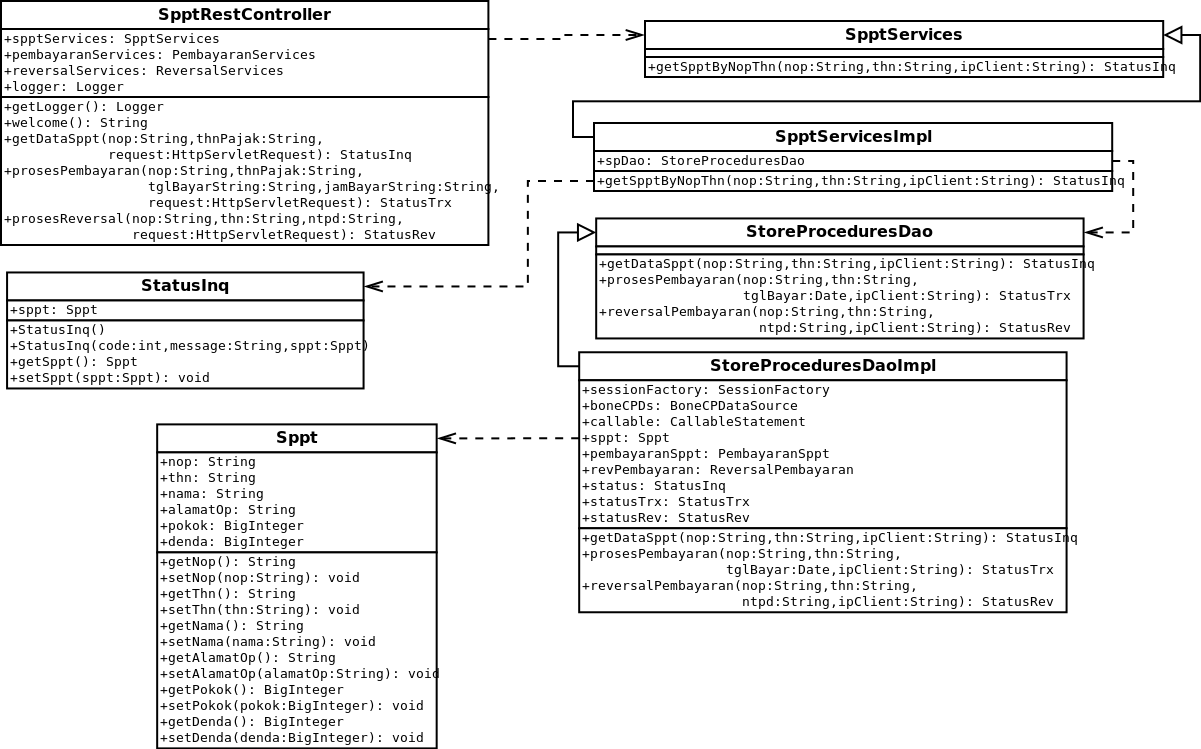 SpptRestController
+spptServices: SpptServices
+pembayaranServices: PembayaranServices
+reversalServices: ReversalServices
+logger: Logger
+getLogger(): Logger
+welcome(): String
+getDataSppt(nop:String,thnPajak:String,
request:HttpServletRequest): StatusInq
+prosesPembayaran(nop:String,thnPajak:String,
tglBayarString:String,jamBayarString:String,
request:HttpServletRequest): StatusTrx
+prosesReversal(nop:String,thn:String,ntpd:String,
request:HttpServletRequest): StatusRev
SpptServices
+getSpptByNopThn(nop:String,thn:String,ipClient:String): StatusInq
SpptServicesImpl
+spDao: StoreProceduresDao
+getSpptByNopThn(nop:String,thn:String,ipClient:String): StatusInq
StoreProceduresDao
+getDataSppt(nop:String,thn:String,ipClient:String): StatusInq
+prosesPembayaran(nop:String,thn:String,
tglBayar:Date,ipClient:String): StatusTrx
+reversalPembayaran(nop:String,thn:String,
ntpd:String,ipClient:String): StatusRev
StatusInq
+sppt: Sppt
+StatusInq()
+StatusInq(code:int,message:String,sppt:Sppt)
+getSppt(): Sppt
+setSppt(sppt:Sppt): void
StoreProceduresDaoImpl
+sessionFactory: SessionFactory
+boneCPDs: BoneCPDataSource
+callable: CallableStatement
+sppt: Sppt
+pembayaranSppt: PembayaranSppt
+revPembayaran: ReversalPembayaran
+status: StatusInq
+statusTrx: StatusTrx
+statusRev: StatusRev
+getDataSppt(nop:String,thn:String,ipClient:String): StatusInq
+prosesPembayaran(nop:String,thn:String,
tglBayar:Date,ipClient:String): StatusTrx
+reversalPembayaran(nop:String,thn:String,
ntpd:String,ipClient:String): StatusRev
Sppt
+nop: String
+thn: String
+nama: String
+alamatOp: String
+pokok: BigInteger
+denda: BigInteger
+getNop(): String
+setNop(nop:String): void
+getThn(): String
+setThn(thn:String): void
+getNama(): String
+setNama(nama:String): void
+getAlamatOp(): String
+setAlamatOp(alamatOp:String): void
+getPokok(): BigInteger
+setPokok(pokok:BigInteger): void
+getDenda(): BigInteger
+setDenda(denda:BigInteger): void